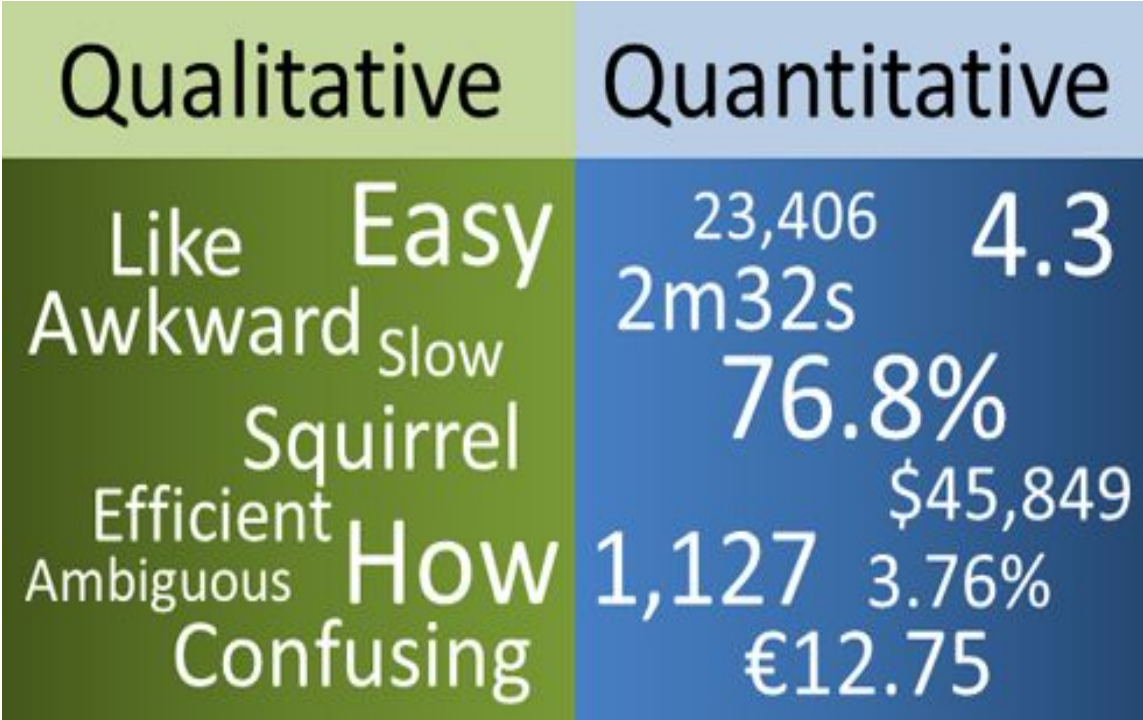 Qualitative
Like
Easy
Awkward
Slow
Squirrel
Efficient
How
Ambiguous
Confusing
Quantitative
23,406
4.3
2m32s
76.8%
$45,849
1,127
3.76%
€12.75